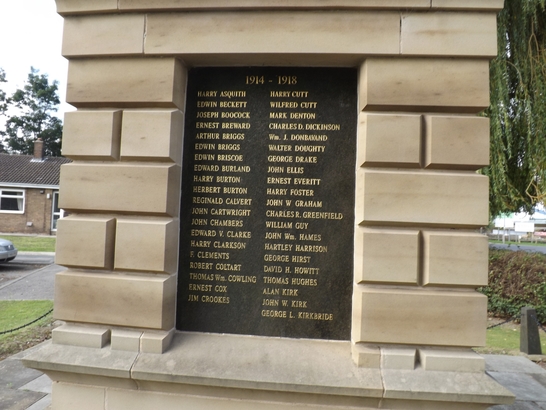 1914 - 1918
HARRY ASQUITH
EDWIN BECKETT
JOSEPH BOOCOCK
ERNEST BREWARD
ARTHUR BRIGGS
EDWIN BRIGGS
EDWIN BRISCOE
EDWARD BURLAND
HARRY BURTON
HERBERT BURTON
REGINALD CALVERT
JOHN CARTWRIGHT
JOHN CHAMBERS
EDWARD V. CLARKE
HARRY CLARKSON
F. CLEMENTS
ROBERT COLTART
THOMAS Wm. COWLING
ERNEST COX
JIM CROOKES
HARRY CUTT
WILFRED CUTT
MARK DENTON
CHARLES D. DICKINSON
Wm. J. DONBAVAND
WALTER DOUGHTY
GEORGE DRAKE
JOHN ELLIS
ERNEST EVERITT
HARRY FOSTER
JOHN W. GRAHAM
CHARLES R. GREENFIELD
WILLIAM GUY
JOHN Wm. HAMES
HARTLEY HARRISON
GEORGE HIRST
DAVID H. HOWITT
THOMAS HUGHES
ALAN KIRK
JOHN W. KIRK
GEORGE L. KIRKBRIDE